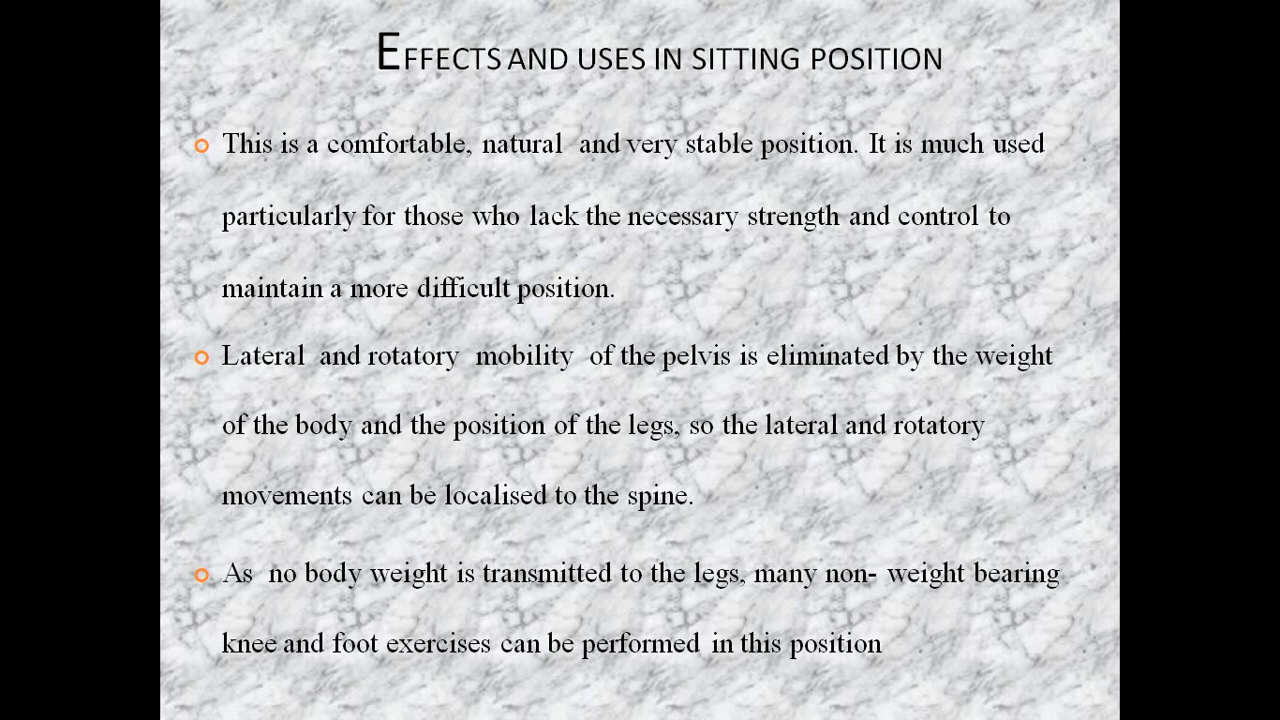 EFFECTS AND USES IN SITTING POSITION
This is a comfortable, natural and very stable position. It is much used
particularly for those who lack the necessary strength and control to
maintain a more difficult position.
Lateral and rotatory mobility of the pelvis is eliminated by the weight
of the body and the position of the legs, so the lateral and rotatory
movements can be localised to the spine.
As no body weight is transmitted to the legs, many non- weight bearing
knee and foot exercises can be performed in this position